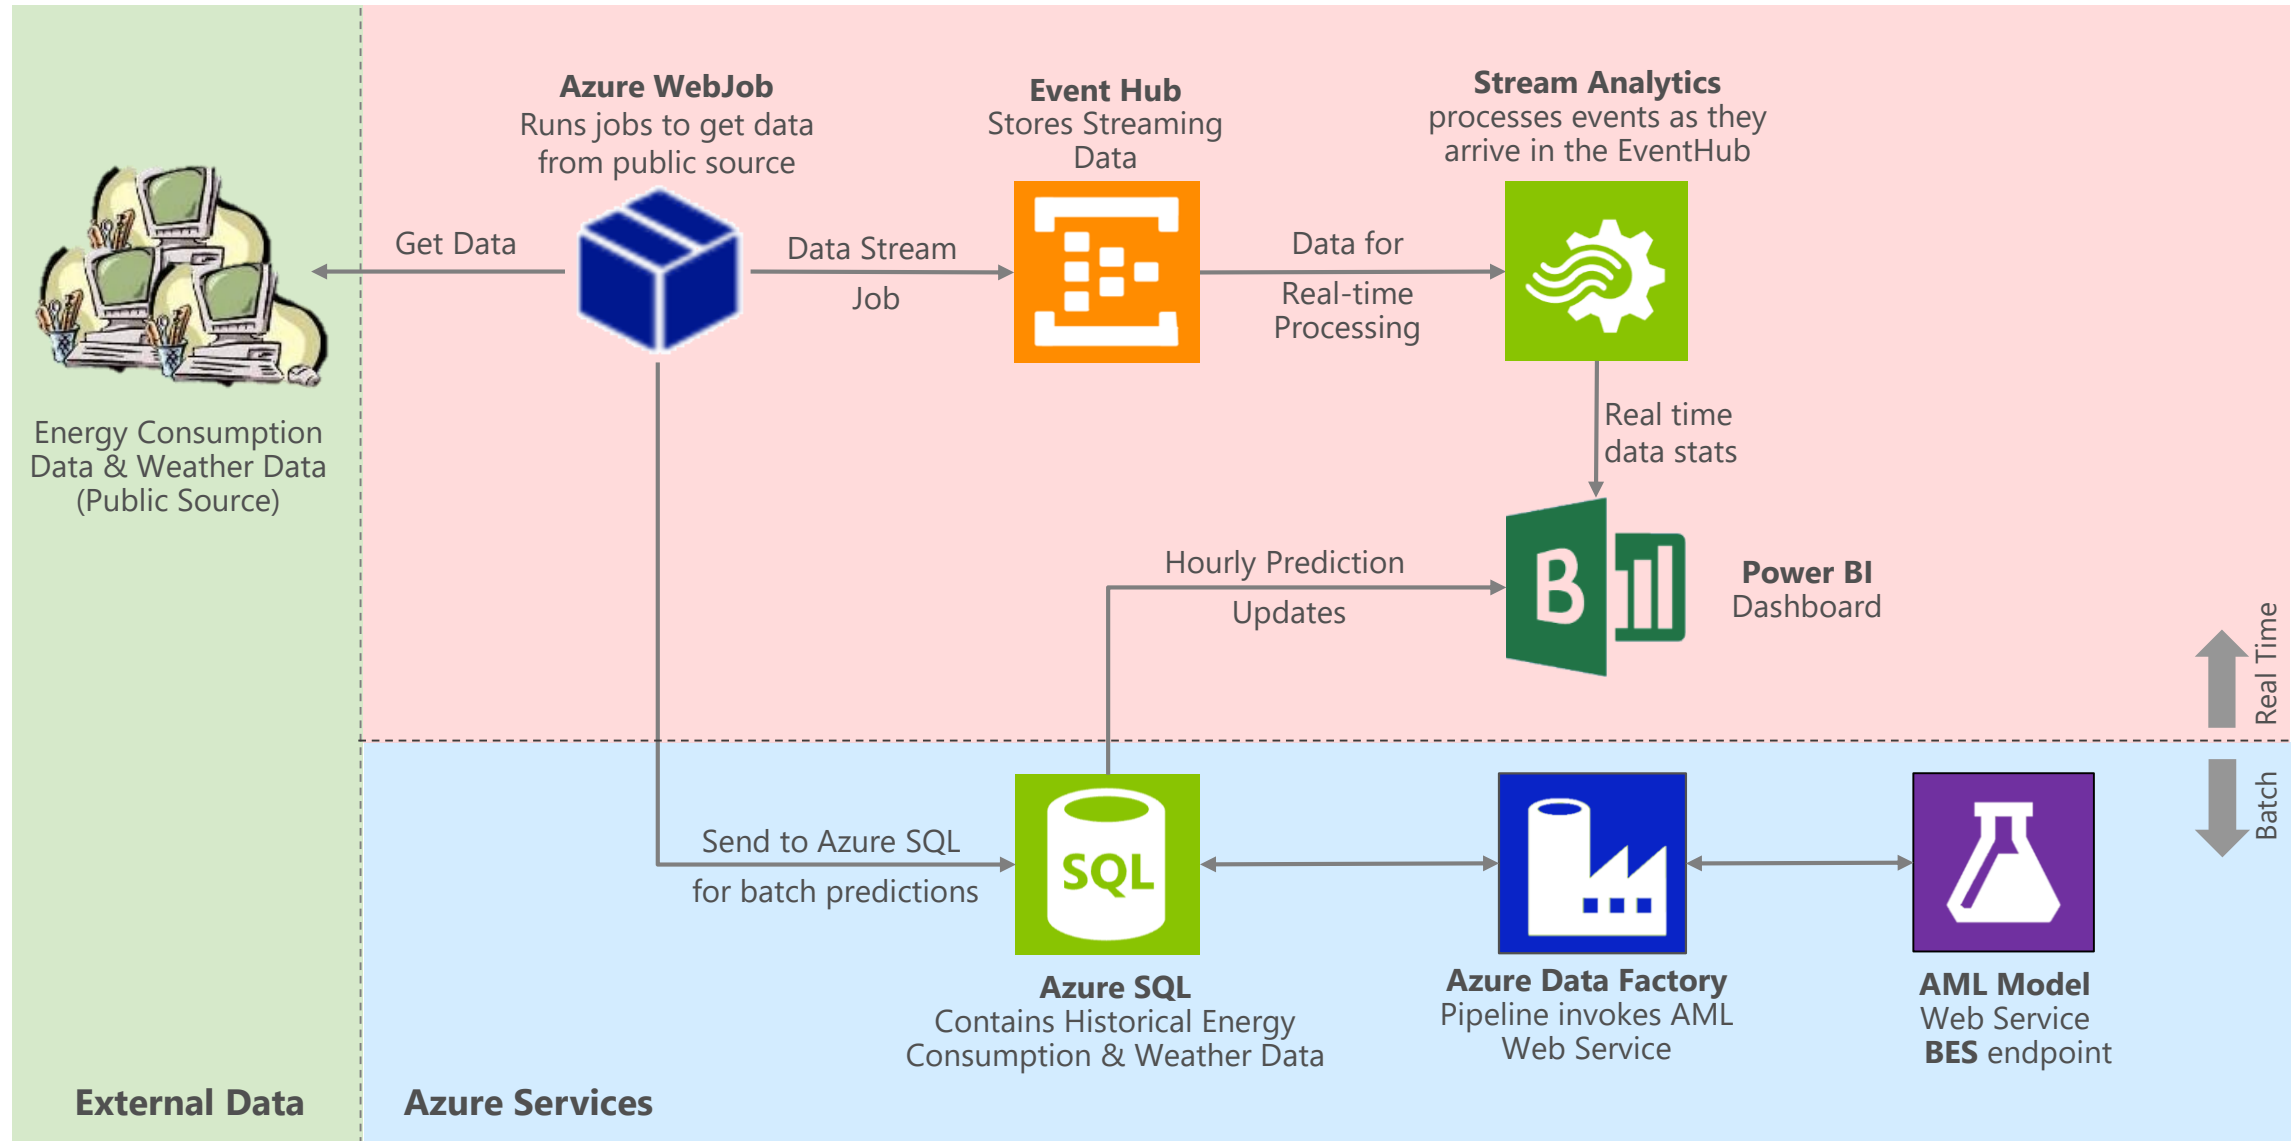 Azure WebJob
Runs jobs to get data
from public source
Event Hub
Stores Streaming
Data
Stream Analytics
processes events as they
arrive in the EventHub
Get Data
Data Stream
Job
Data for
Real-time
Processing
Energy Consumption
Data & Weather Data
(Public Source)
Real time
data stats
Hourly Prediction
Updates
B
Power BI
Dashboard
Real Time
Batch
Send to Azure SQL
for batch predictions
SQL
Azure SQL
Contains Historical Energy
Consumption & Weather Data
Azure Data Factory
Pipeline invokes AML
Web Service
AML Model
Web Service
BES endpoint
External Data
Azure Services